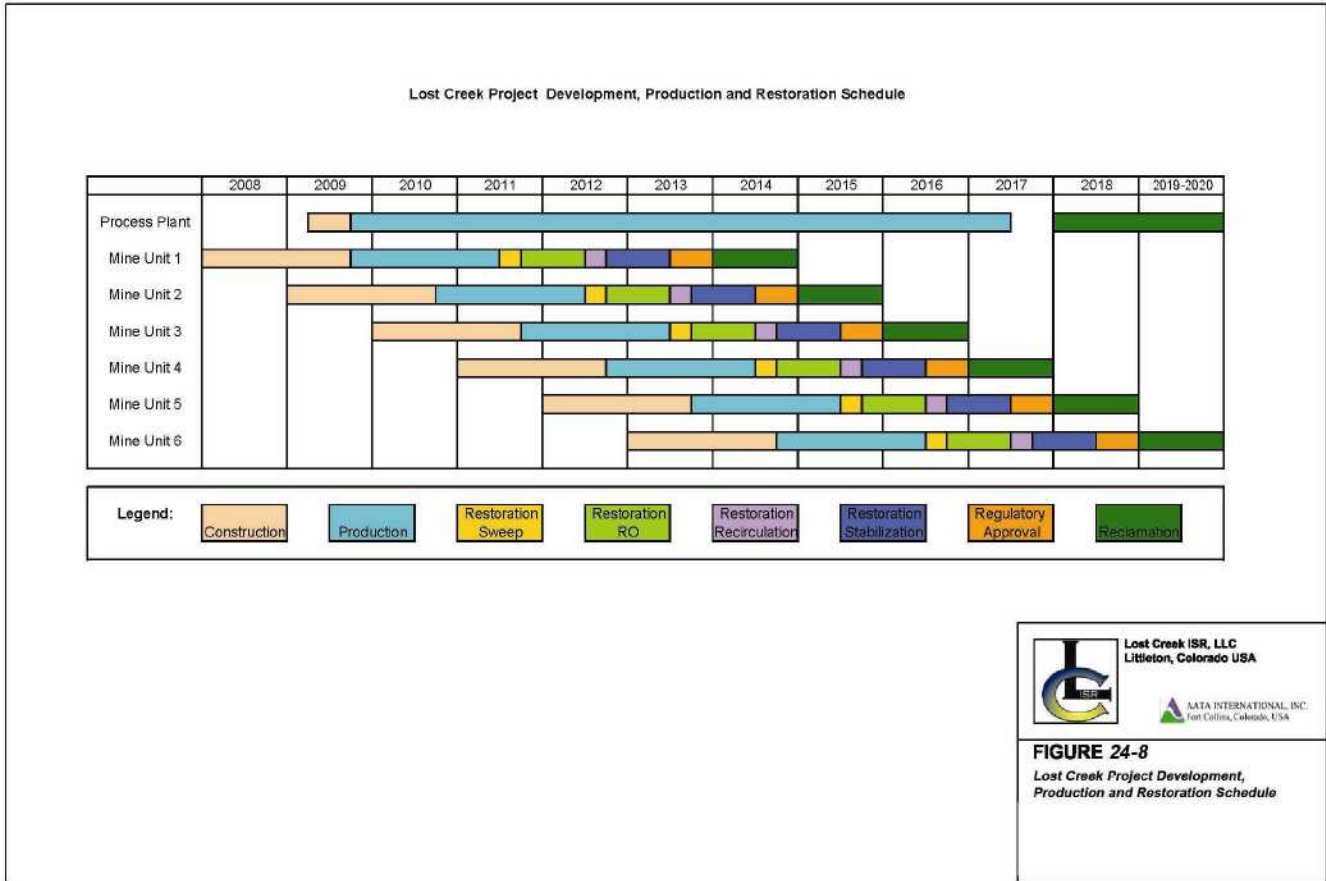 Lost Creek Project Development, Production and Restoration Schedule
2008 2009 2010 2011 2012 2013 2014 2015 2016 2017 2018 2019-2020
Process Plant
Mine Unit 1
Mine Unit 2
Mine Unit 3
Mine Unit 4
Mine Unit 5
Mine Unit 6
Legend:
Construction
Production
Restoration
Sweep
Restoration
RO
Restoration
Recirculation
Restoration
Stabilization
Regulatory
Approval
Reclamation
LC
ISR
Lost Creek ISR, LLC
Littleton, Colorado USA
AATA INTERNATIONAL, INC.
Fort Collins, Colorado, USA
FIGURE 24-8
Lost Creek Project Development,
Production and Restoration Schedule